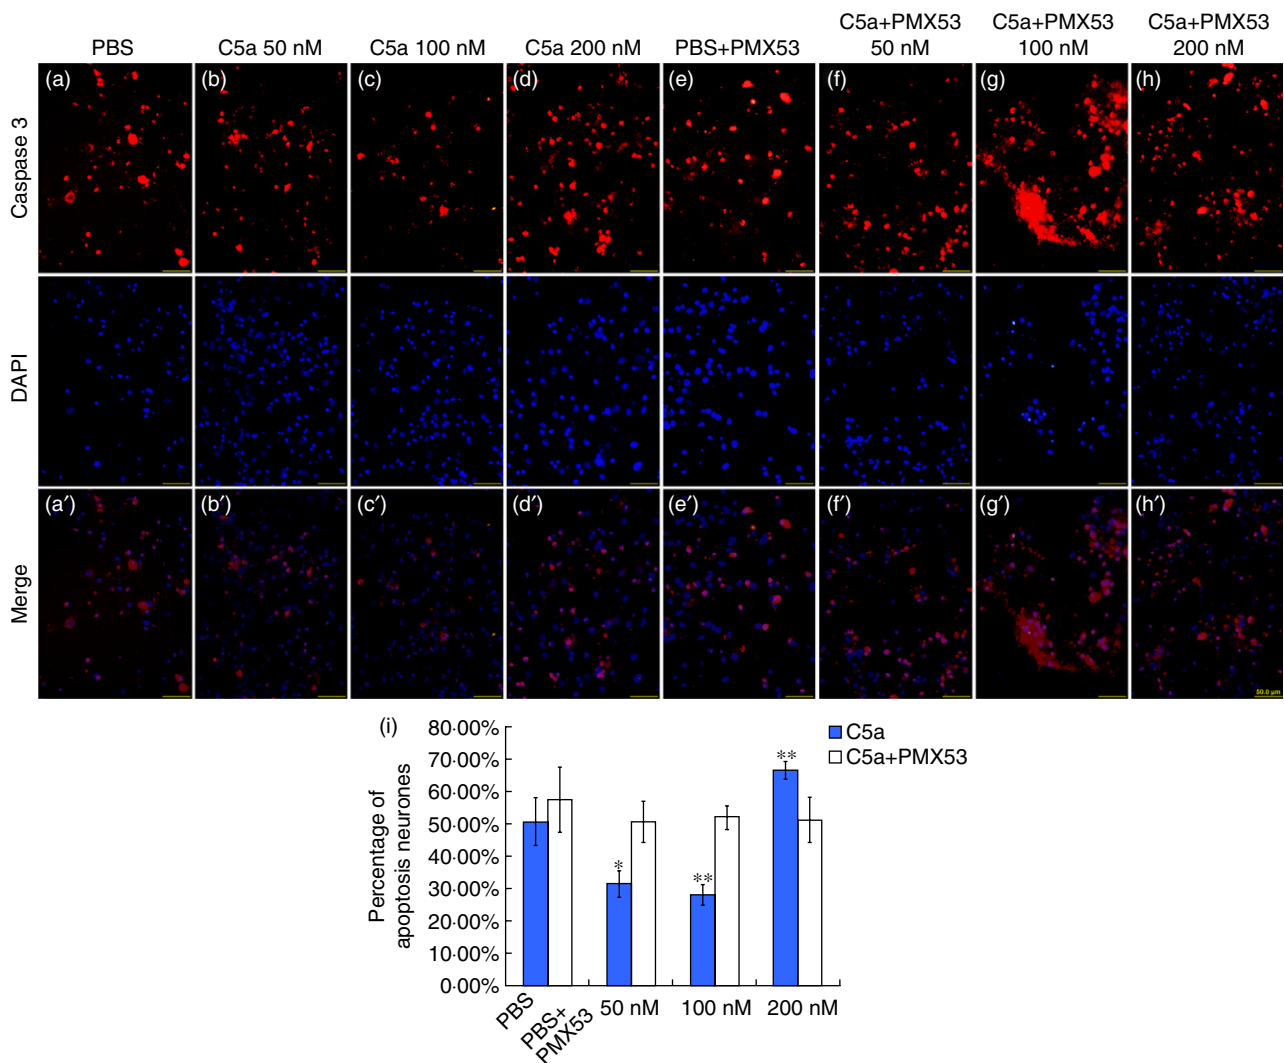 PBS
C5a 50 nM
C5a 100 nM
C5a 200 nM
PBS+PMX53
C5a+PMX53
50 nM
C5a+PMX53
100 nM
C5a+PMX53
200 nM
Caspase 3
(a)
(b)
(c)
(d)
(e)
(f)
(g)
(h)
DAPI
Merge
(a′)
(b′)
(c′)
(d′)
(e′)
(f′)
(g′)
(h′)
50.0 µm
(i)
Percentage of
apoptosis neurones
80·00%
70·00%
60·00%
50·00%
40·00%
30·00%
20·00%
10·00%
0·00%
*
**
**
C5a
C5a+PMX53
PBS
PBS+
PMX53
50 nM
100 nM
200 nM